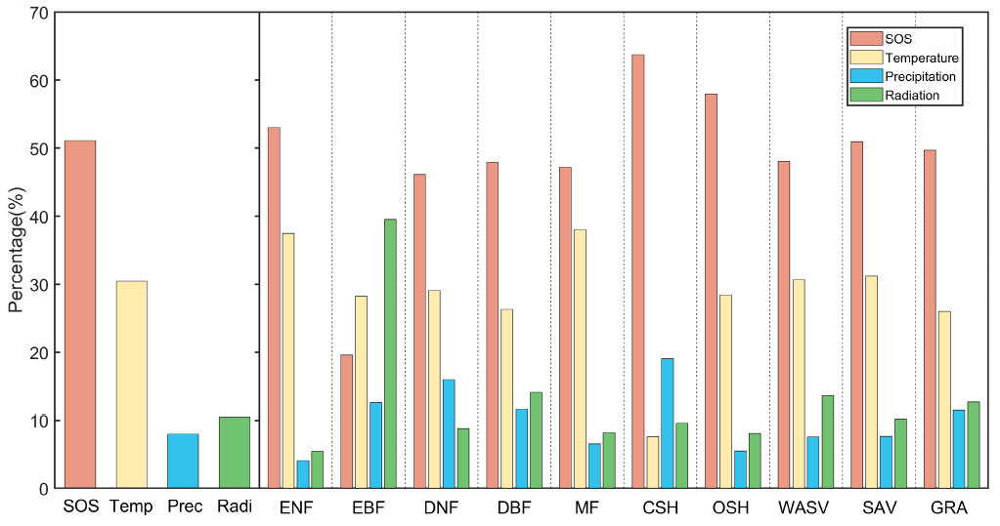 Percentage(%)
70
60
50
40
30
20
10
0
SOS
Temperature
Precipitation
Radiation
SOS Temp Prec Radi ENF EBF DNF DBF MF CSH OSH WASV SAV GRA